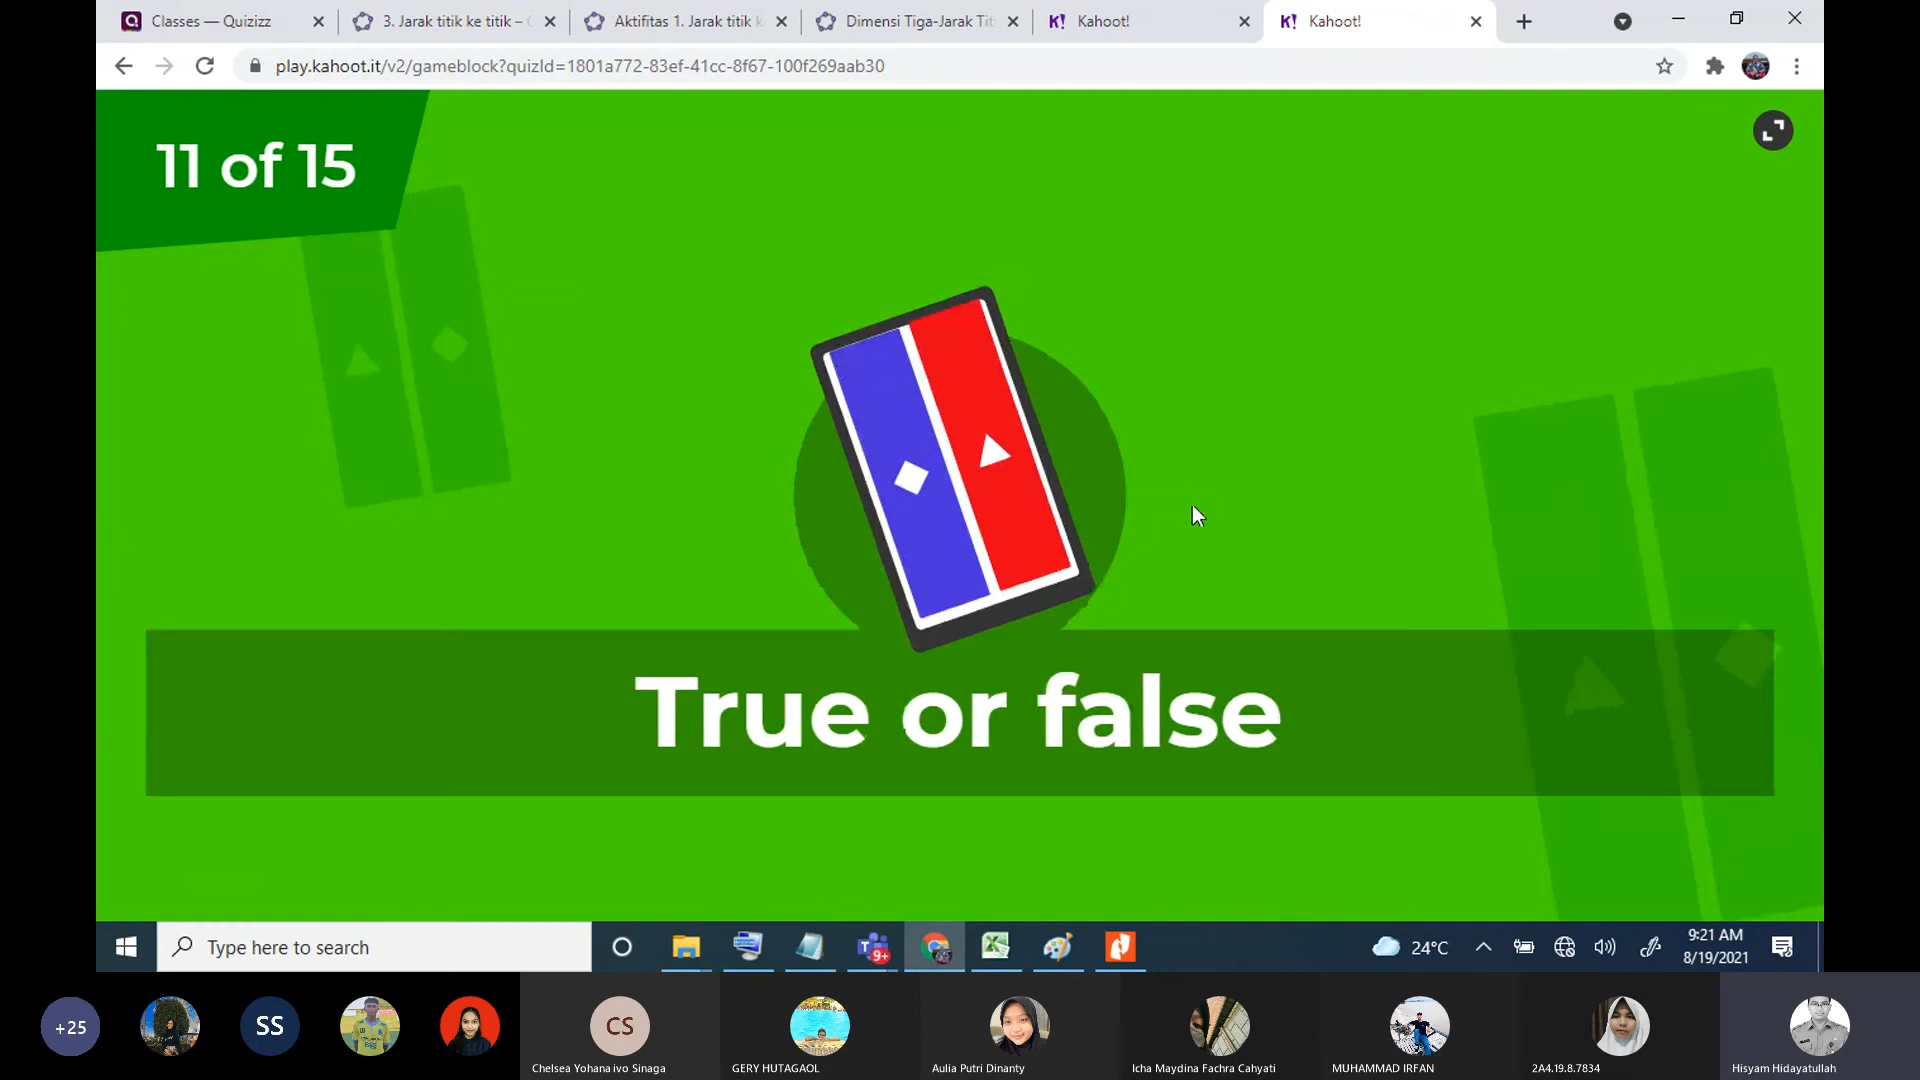 Classes — Quizizz
3. Jarak titik ke titik –
Aktifitas 1. Jarak titik k
Dimensi Tiga-Jarak Tit
Kahoot!
Kahoot!
play.kahoot.it/v2/gameblock?quizId=1801a772-83ef-41cc-8f67-100f269aab30
11 of 15
True or false
Type here to search
9+
24°C
9:21 AM
8/19/2021
+25
SS
CS
Chelsea Yohana ivo Sinaga
GERY HUTAGAOL
Aulia Putri Dinanty
Icha Maydina Fachra Cahyati
MUHAMMAD IRFAN
2A4.19.8.7834
Hisyam Hidayatullah